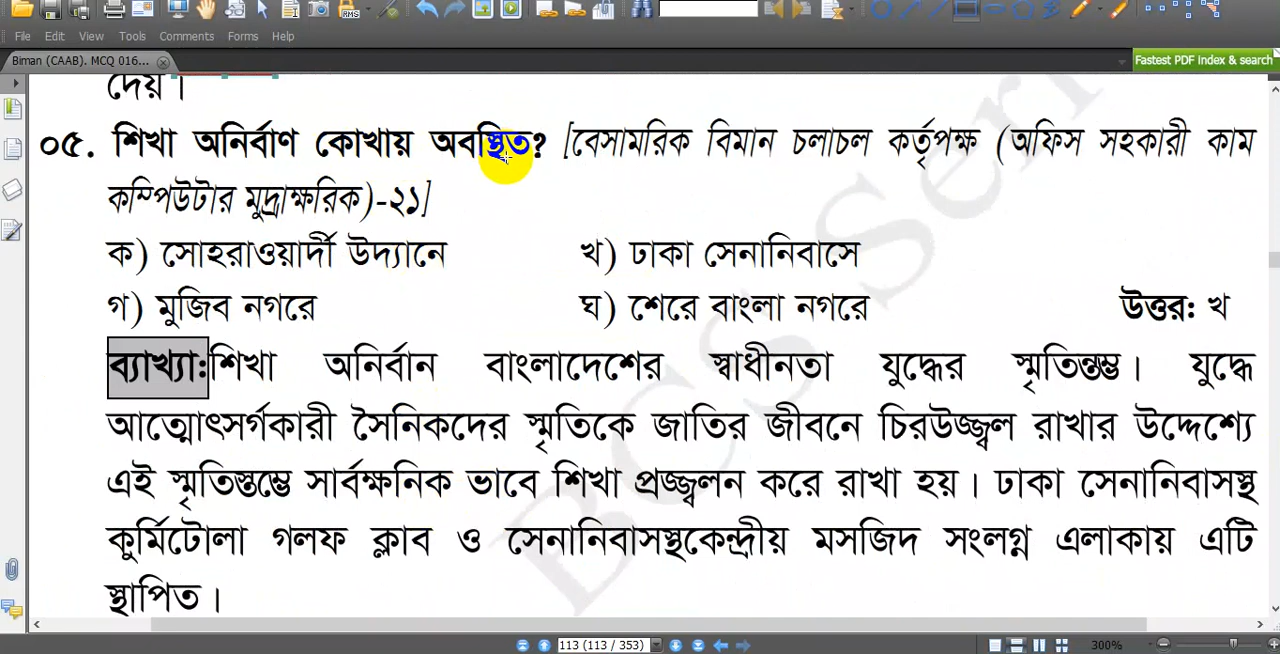 RMS
File Edit View Tools Comments Forms Help
Biman (CAAB). MCQ 016... Fastest PDF Index & search
দেয়।
০৫. শিখা অনির্বাণ কোথায় অবস্থিত? [বেসামরিক বিমান চলাচল কর্তৃপক্ষ (অফিস সহকারী কাম
কম্পিউটার মুদ্রাক্ষরিক)-২১]
ক) সোহরাওয়ার্দী উদ্যানে খ) ঢাকা সেনানিবাসে
গ) মুজিব নগরে ঘ) শেরে বাংলা নগরে উত্তর: খ
ব্যাখ্যা:শিখা অনির্বান বাংলাদেশের স্বাধীনতা যুদ্ধের স্মৃতিস্তম্ভ। যুদ্ধে
আত্মোৎসর্গকারী সৈনিকদের স্মৃতিকে জাতির জীবনে চিরউজ্জ্বল রাখার উদ্দেশ্যে
এই স্মৃতিস্তম্ভে সার্বক্ষনিক ভাবে শিখা প্রজ্জ্বলন করে রাখা হয়। ঢাকা সেনানিবাসস্থ
কুর্মিটোলা গলফ ক্লাব ও সেনানিবাসস্থকেন্দ্রীয় মসজিদ সংলগ্ন এলাকায় এটি
স্থাপিত।
BCS Seri
113 (113 / 353) 300%